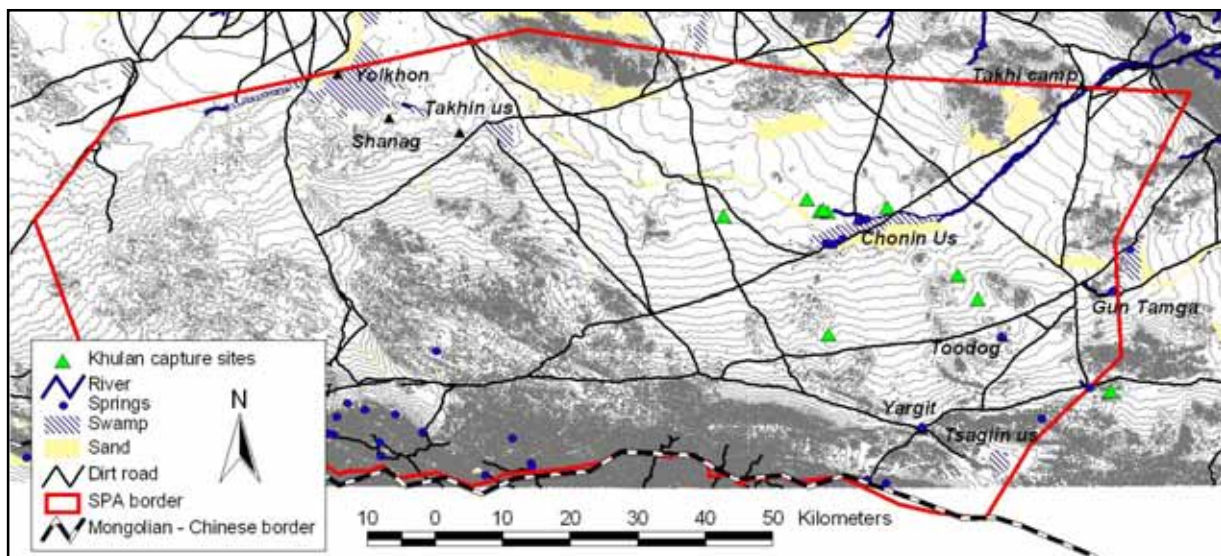 Yolkhon
Takhi camp
Takhin us
Shanag
Chonin Us
Gun Tamga
Toodog
Yargit
Tsagiin us
Khulan capture sites
River
Springs
Swamp
Sand
Dirt road
SPA border
Mongolian - Chinese border
N
10 0 10 20 30 40 50 Kilometers